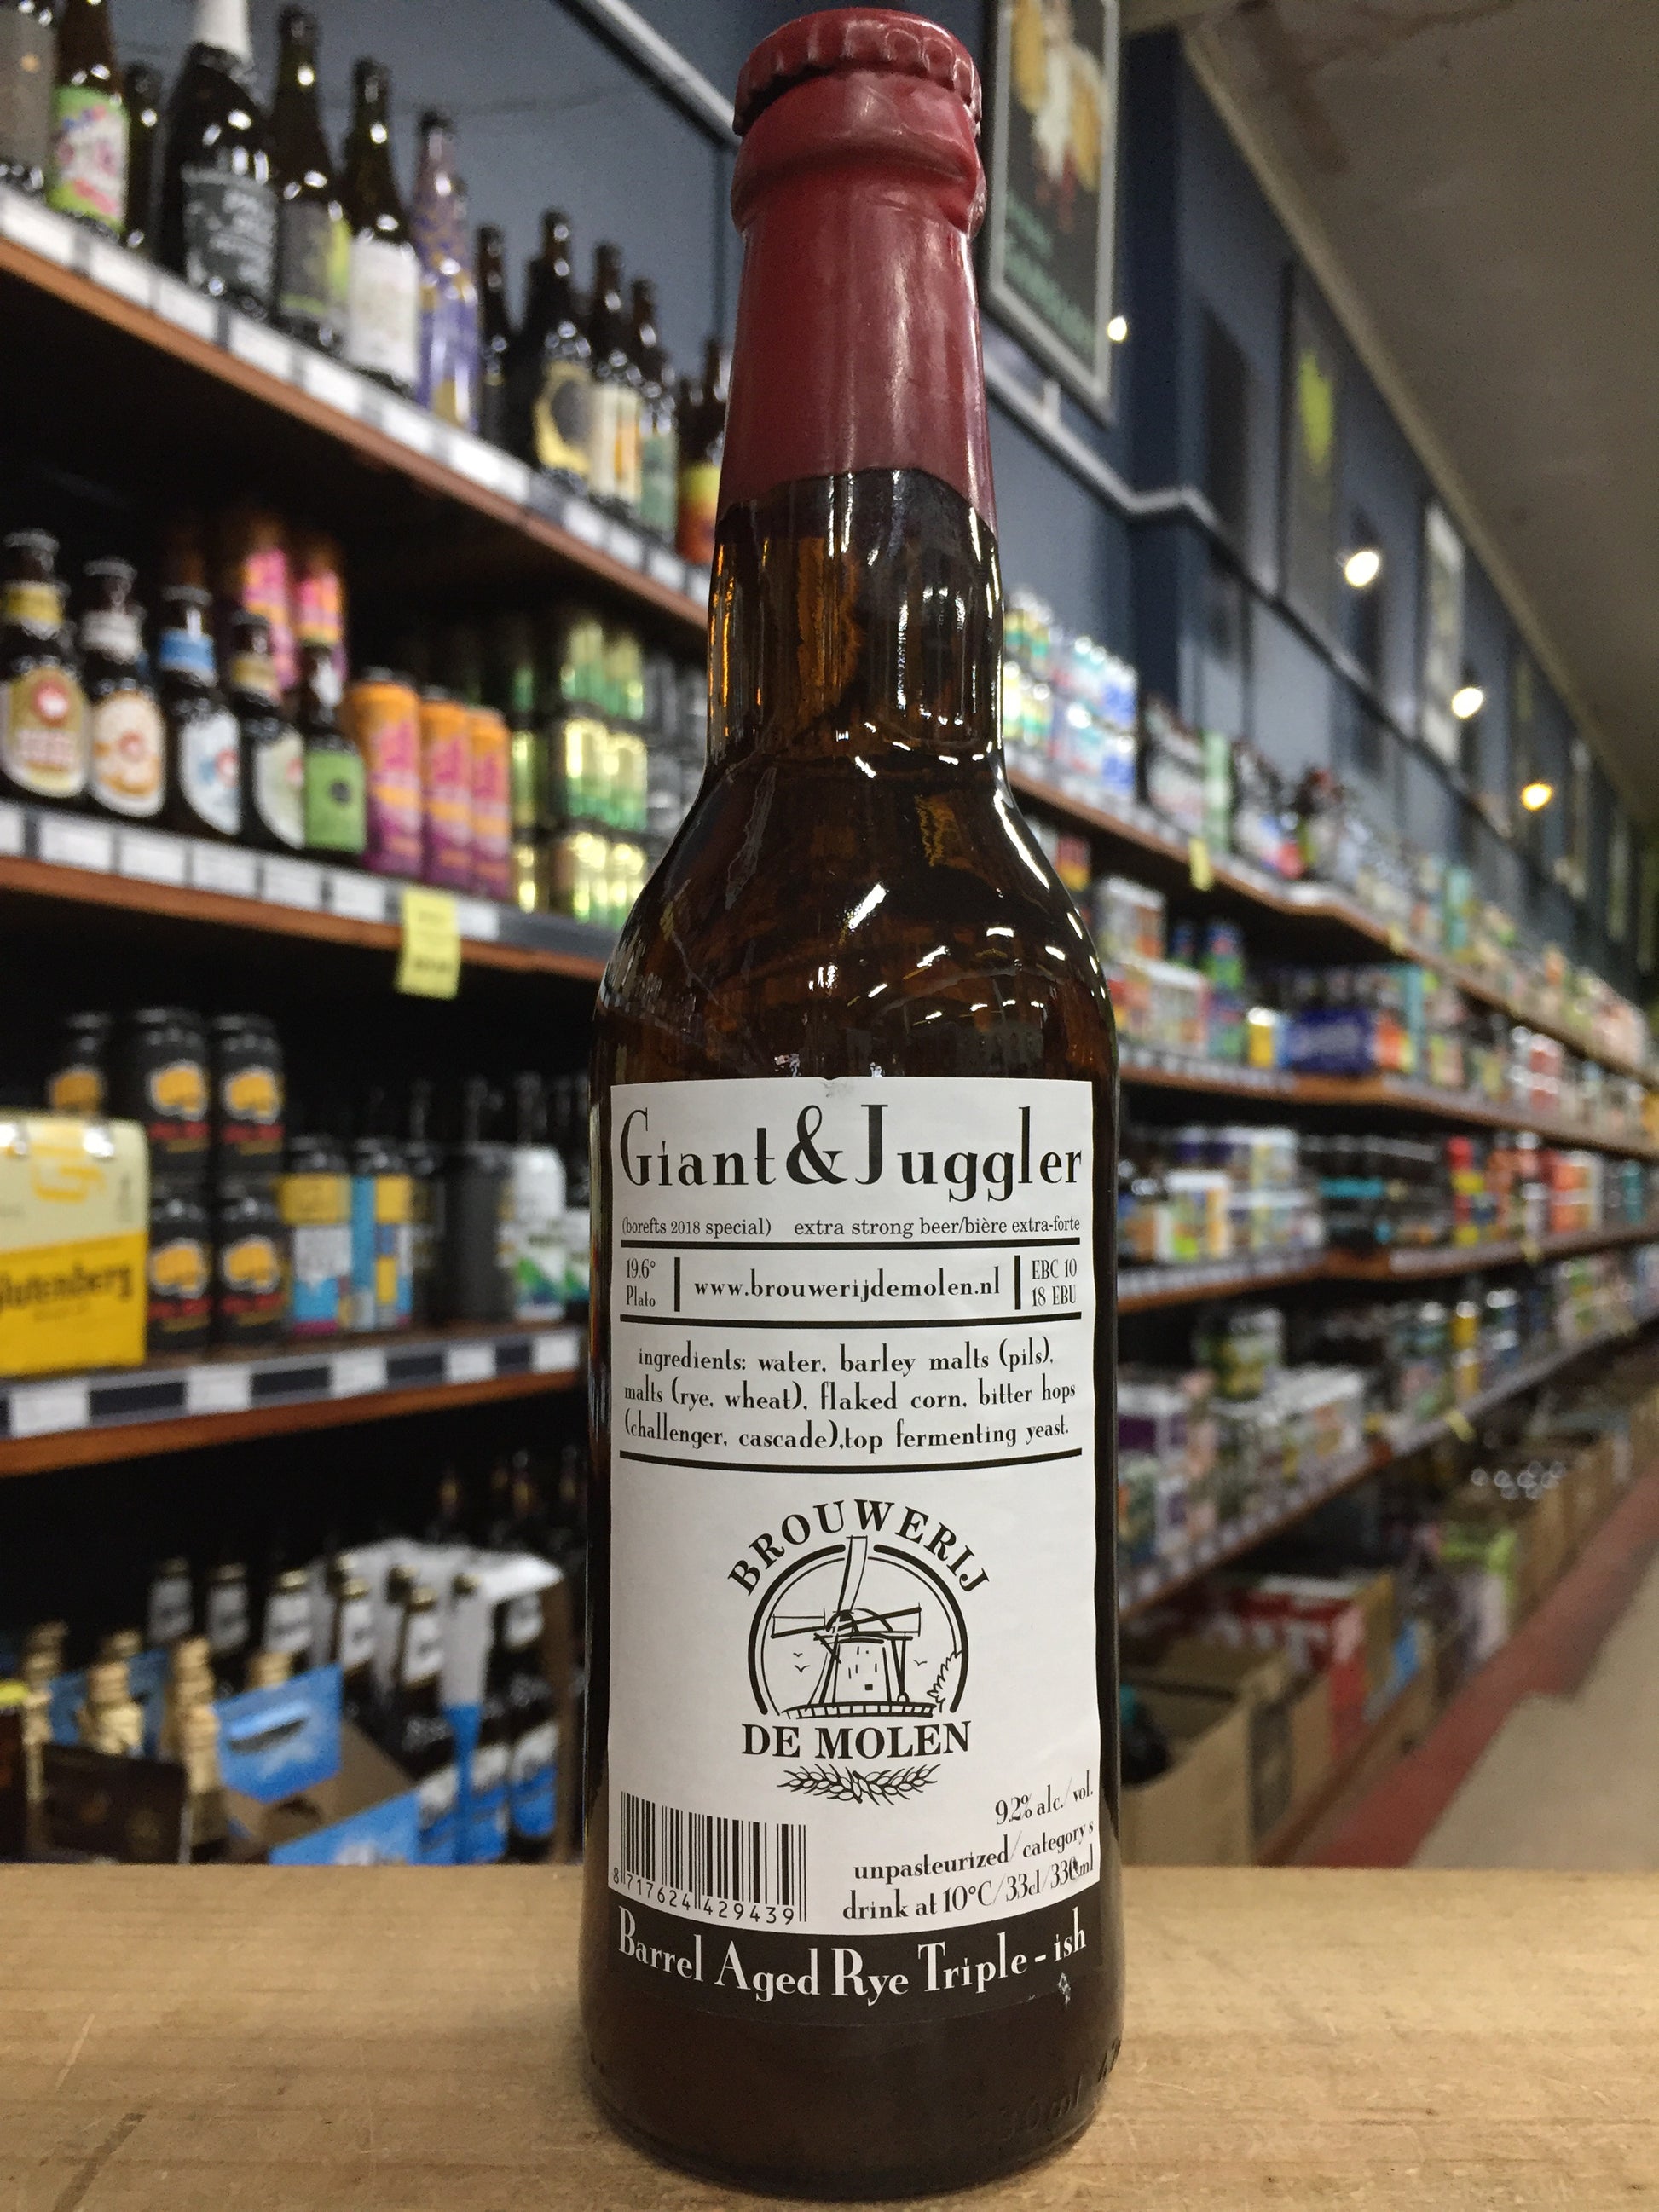 Giant & Juggler
(borefts 2018 special) extra strong beer/bière extra-forte
19.6° Plato
www.brouwerijdemolen.nl
EBC 10
18 EBU
ingredients: water, barley malts (pils),
malts (rye, wheat), flaked corn, bitter hops
(challenger, cascade),top fermenting yeast.
BROUWERIJ
DE MOLEN
9.2% alc./vol.
unpasteurized/category s
drink at 10°C/33cl/330ml
8 717624 429439
Barrel Aged Rye Triple-ish
glutenberg